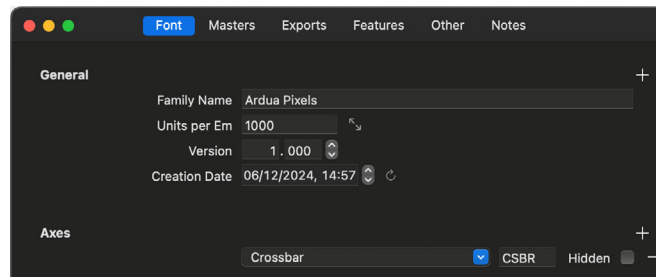 Font Masters Exports Features Other Notes
General
Family Name Ardua Pixels
Units per Em 1000
Version 1 . 000
Creation Date 06/12/2024, 14:57
Axes
Crossbar CSBR Hidden